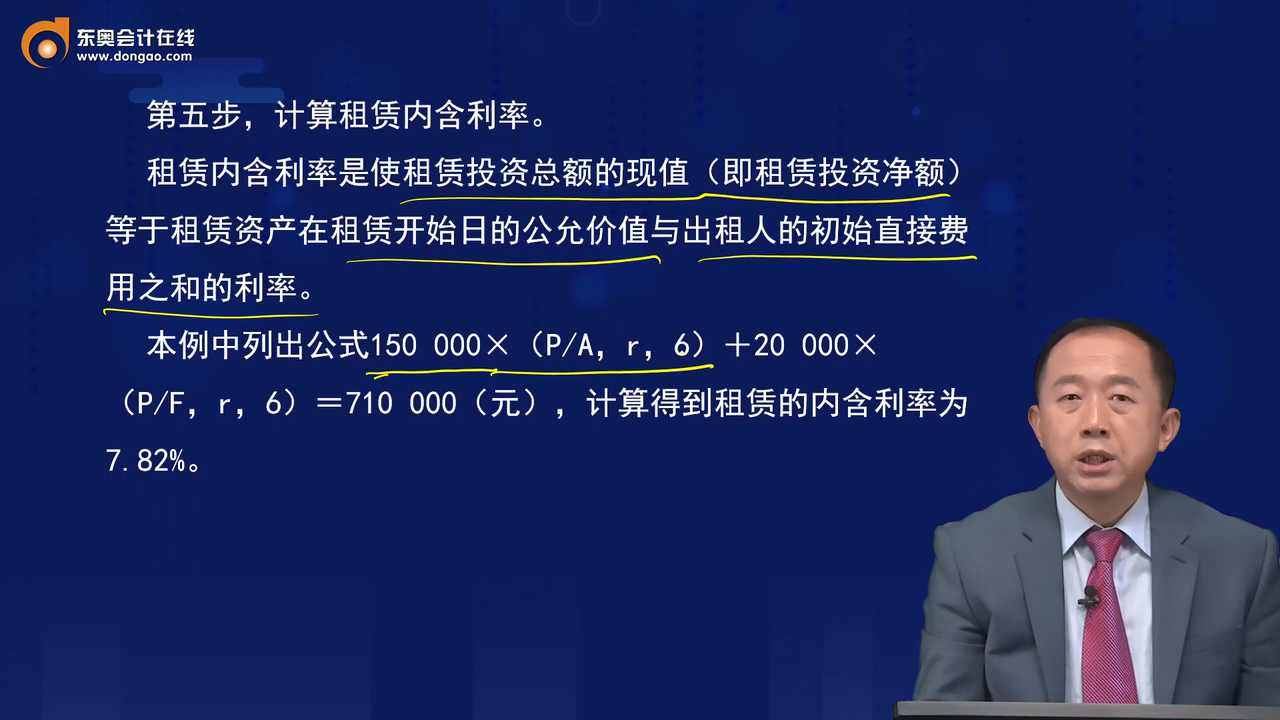 东奥会计在线
www.dongao.com
第五步，计算租赁内含利率。
租赁内含利率是使租赁投资总额的现值（即租赁投资净额）
等于租赁资产在租赁开始日的公允价值与出租人的初始直接费
用之和的利率。
本例中列出公式150 000×（P/A，r，6）＋20 000×
（P/F，r，6）＝710 000（元），计算得到租赁的内含利率为
7.82%。